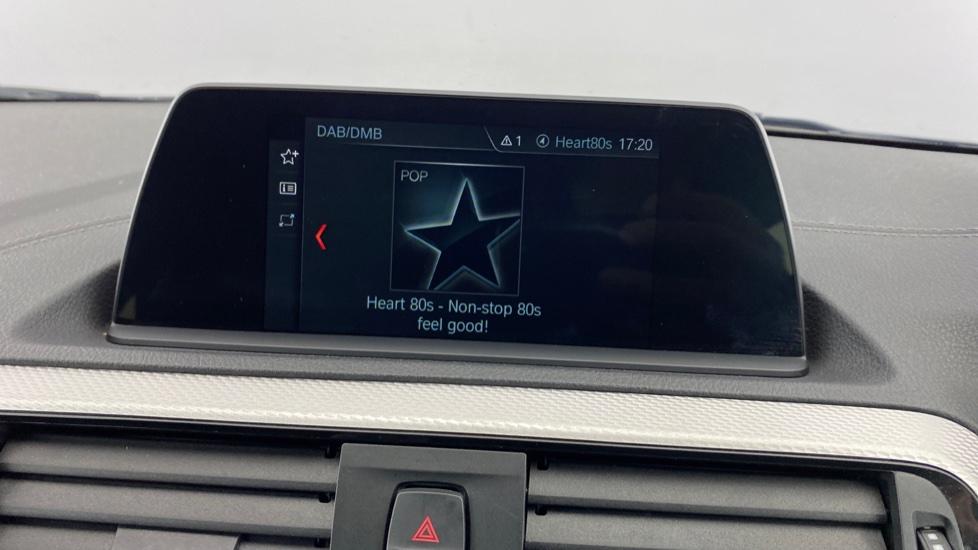 DAB/DMB
1 Heart80s 17:20
POP
Heart 80s - Non-stop 80s
feel good!